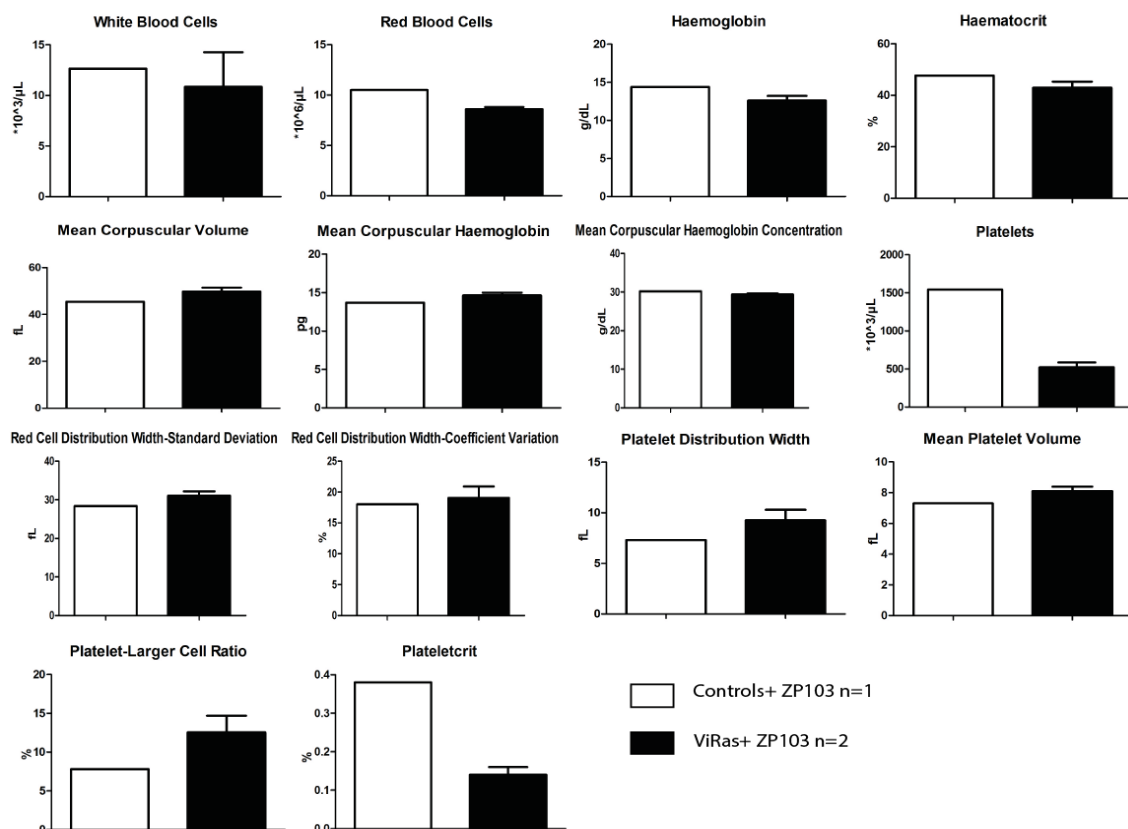 White Blood Cells
15
10
5
0
*10^3/µL
Red Blood Cells
15
10
5
0
*10^6/µL
Haemoglobin
20
15
10
5
0
g/dL
Haematocrit
60
40
20
0
%
Mean Corpuscular Volume
60
40
20
0
fL
Mean Corpuscular Haemoglobin
20
15
10
5
0
pg
Mean Corpuscular Haemoglobin Concentration
40
30
20
10
0
g/dL
Platelets
2000
1500
1000
500
0
*10^3/µL
Red Cell Distribution Width-Standard Deviation
40
30
20
10
0
fL
Red Cell Distribution Width-Coefficient Variation
25
20
15
10
5
0
%
Platelet Distribution Width
15
10
5
0
fL
Mean Platelet Volume
10
8
6
4
2
0
fL
Platelet-Larger Cell Ratio
20
15
10
5
0
%
Plateletcrit
0.4
0.3
0.2
0.1
0.0
%
Controls+ ZP103 n=1
ViRas+ ZP103 n=2